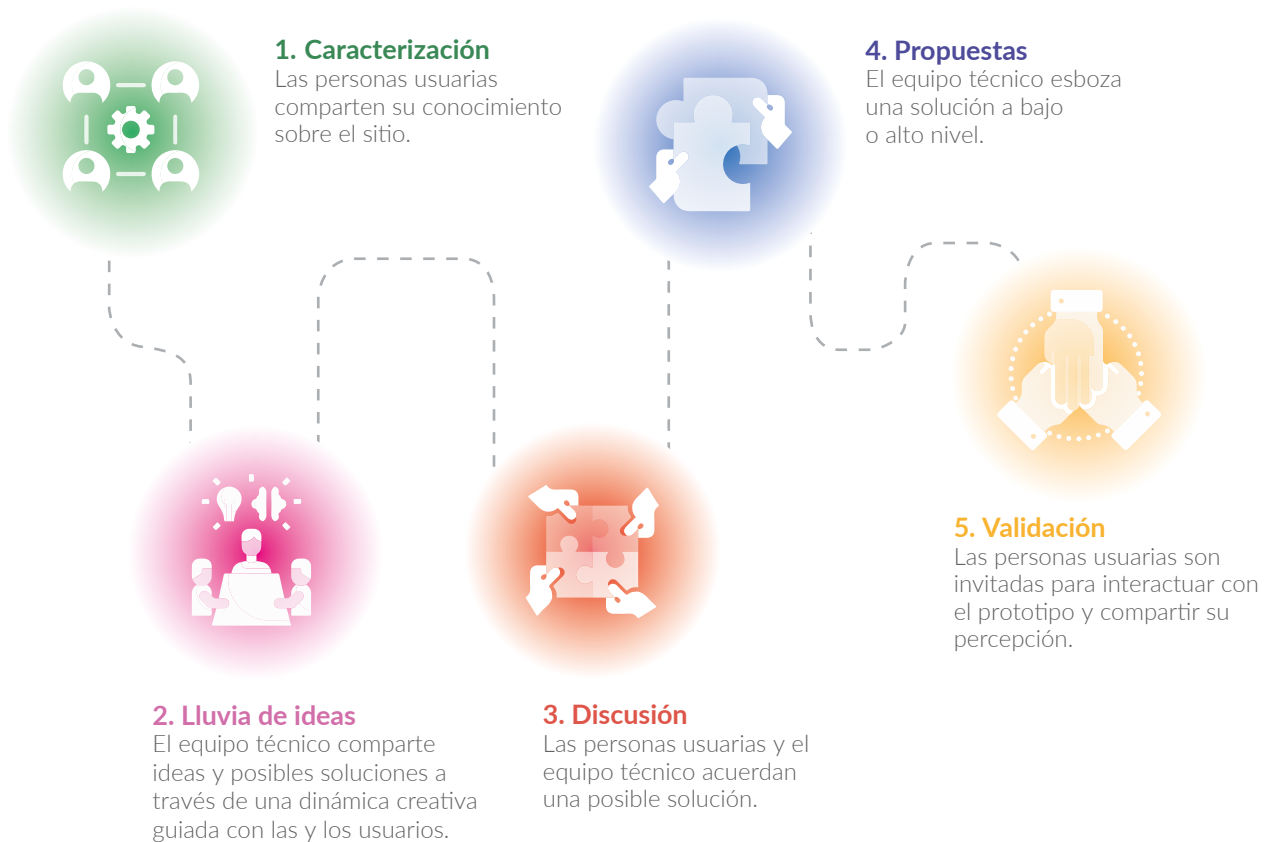 1. Caracterización
Las personas usuarias
comparten su conocimiento
sobre el sitio.
2. Lluvia de ideas
El equipo técnico comparte
ideas y posibles soluciones a
través de una dinámica creativa
guiada con las y los usuarios.
3. Discusión
Las personas usuarias y el
equipo técnico acuerdan
una posible solución.
4. Propuestas
El equipo técnico esboza
una solución a bajo
o alto nivel.
5. Validación
Las personas usuarias son
invitadas para interactuar con
el prototipo y compartir su
percepción.